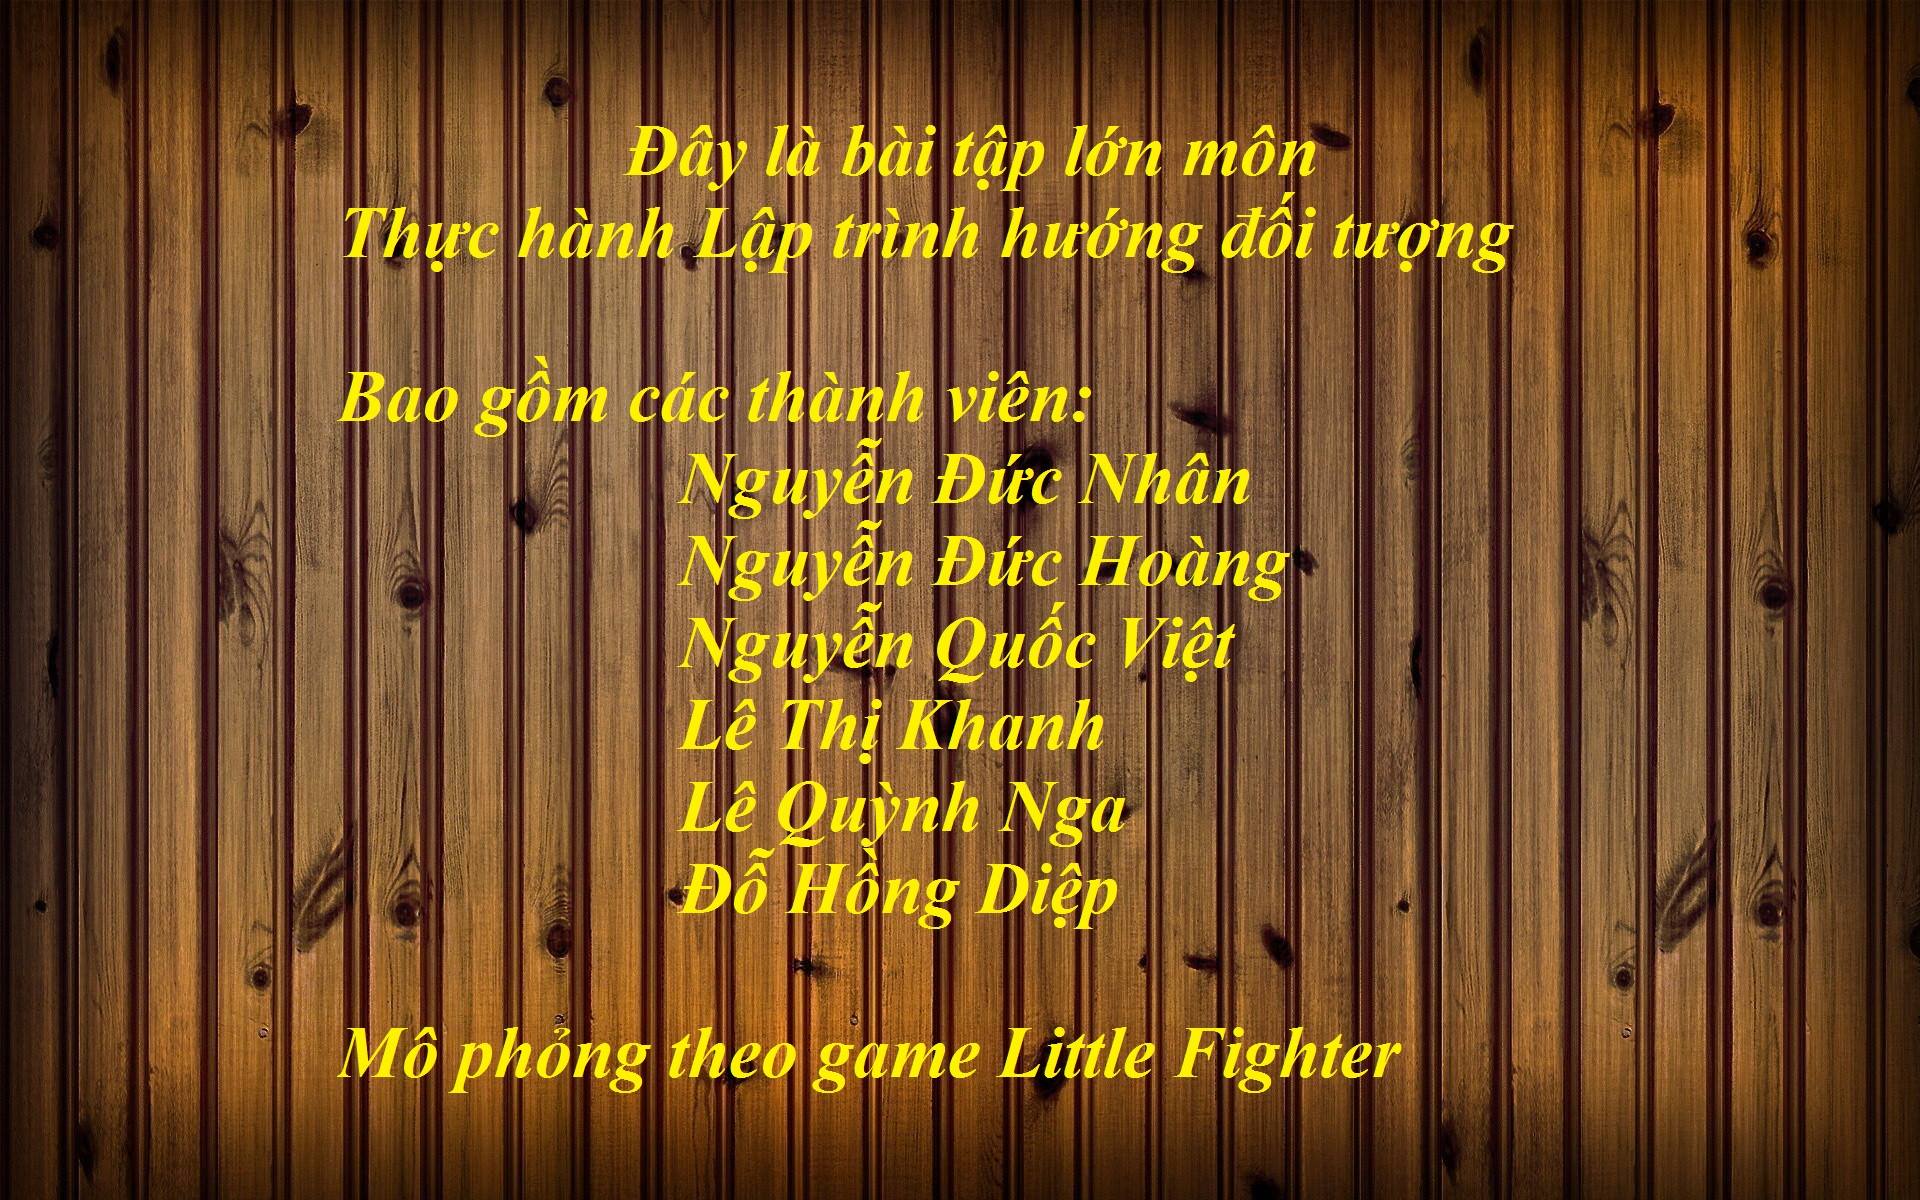 Đây là bài tập lớn môn
Thực hành Lập trình hướng đối tượng
Bao gồm các thành viên:
Nguyễn Đức Nhân
Nguyễn Đức Hoàng
Nguyễn Quốc Việt
Lê Thị Khanh
Lê Quỳnh Nga
Đỗ Hồng Diệp
Mô phỏng theo game Little Fighter